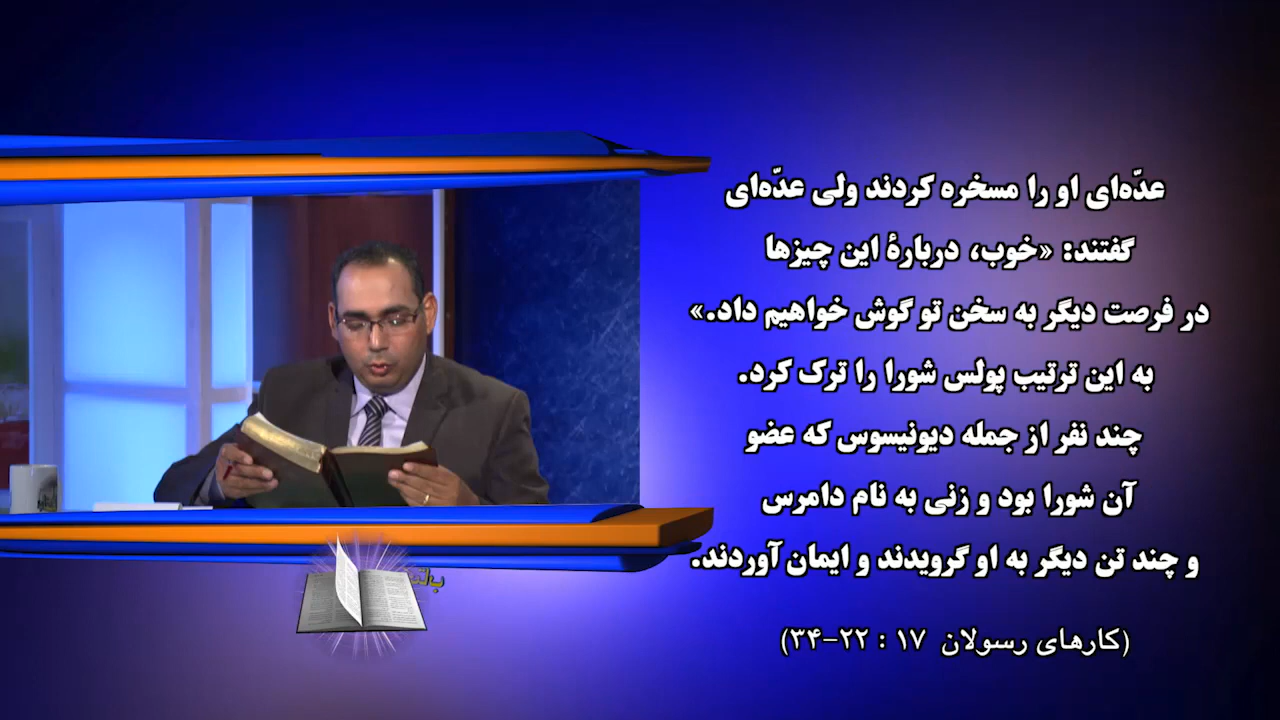 عدّه‌ای او را مسخره کردند ولی عدّه‌ای
گفتند: «خوب، دربارهٔ این چیزها
در فرصت دیگر به سخن تو گوش خواهیم داد.»
به این ترتیب پولس شورا را ترک کرد.
چند نفر از جمله دیونیسوس که عضو
آن شورا بود و زنی به نام دامرس
و چند تن دیگر به او گرویدند و ایمان آوردند.
(کارهای رسولان ۱۷ : ۲۲-۳۴)